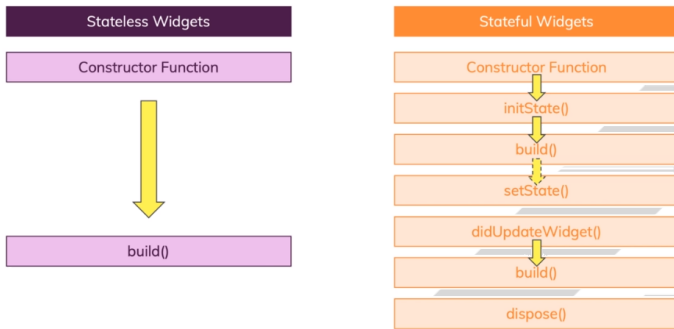 Stateless Widgets
Constructor Function
build()
Stateful Widgets
Constructor Function
initState()
build()
setState()
didUpdateWidget()
build()
dispose()